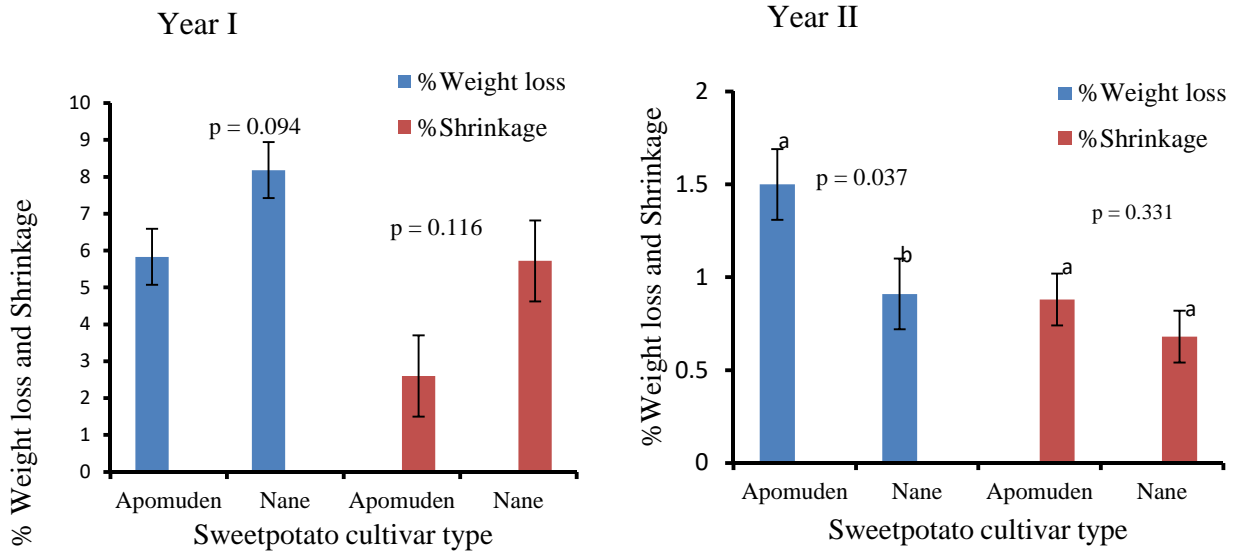 Year I
%Weight loss
%Shrinkage
% Weight loss and Shrinkage
10
9
8
7
6
5
4
3
2
1
0
p = 0.094
p = 0.116
Apomuden Nane Apomuden Nane
Sweetpotato cultivar type
Year II
%Weight loss
%Shrinkage
%Weight loss and Shrinkage
2
1.5
1
0.5
0
a
p = 0.037
b
a
p = 0.331
a
Apomuden Nane Apomuden Nane
Sweetpotato cultivar type